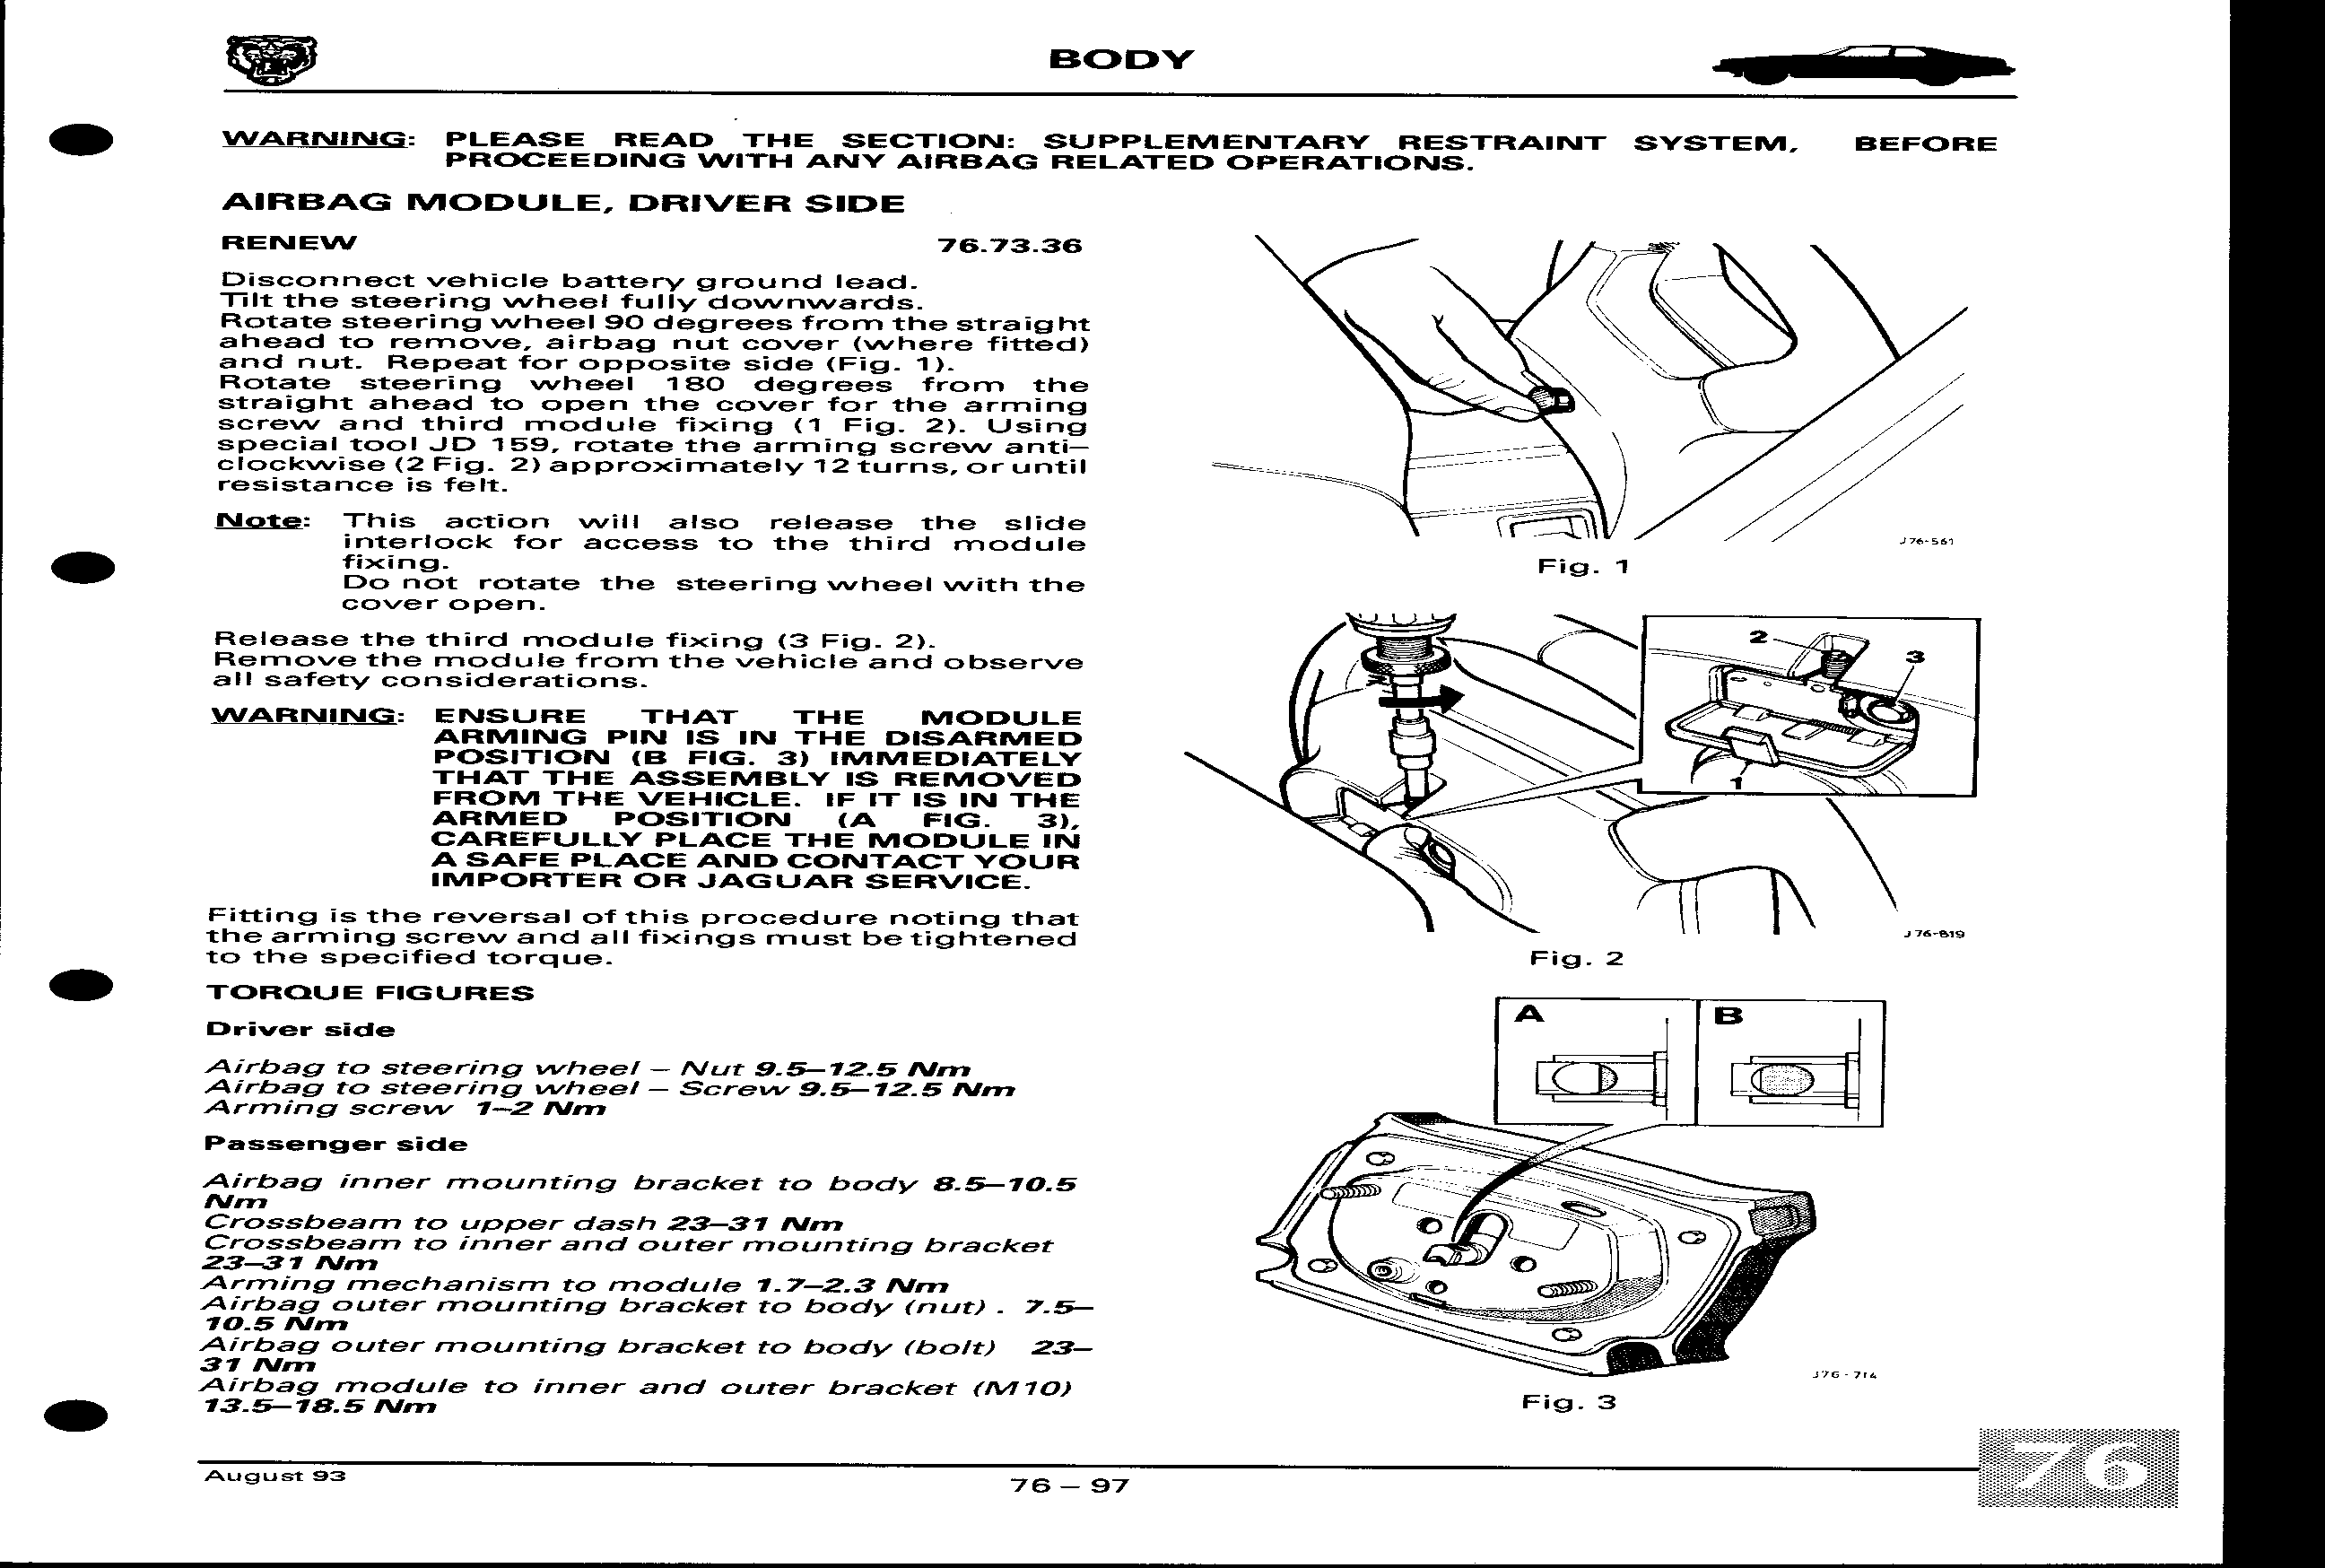 BODY
WARNING: PLEASE READ THE SECTION: SUPPLEMENTARY RESTRAINT SYSTEM, BEFORE
PROCEEDING WITH ANY AIRBAG RELATED OPERATIONS.
AIRBAG MODULE, DRIVER SIDE
RENEW 76.73.36
Disconnect vehicle battery ground lead.
Tilt the steering wheel fully downwards.
Rotate steering wheel 90 degrees from the straight
ahead to remove, airbag nut cover (where fitted)
and nut. Repeat for opposite side (Fig. 1).
Rotate steering wheel 180 degrees from the
straight ahead to open the cover for the arming
screw and third module fixing (1 Fig. 2). Using
special tool JD 159, rotate the arming screw anti–
clockwise (2 Fig. 2) approximately 12 turns, or until
resistance is felt.
Note: This action will also release the slide
interlock for access to the third module
fixing.
Do not rotate the steering wheel with the
cover open.
Release the third module fixing (3 Fig. 2).
Remove the module from the vehicle and observe
all safety considerations.
WARNING: ENSURE THAT THE MODULE
ARMING PIN IS IN THE DISARMED
POSITION (B FIG. 3) IMMEDIATELY
THAT THE ASSEMBLY IS REMOVED
FROM THE VEHICLE. IF IT IS IN THE
ARMED POSITION (A FIG. 3),
CAREFULLY PLACE THE MODULE IN
A SAFE PLACE AND CONTACT YOUR
IMPORTER OR JAGUAR SERVICE.
Fitting is the reversal of this procedure noting that
the arming screw and all fixings must be tightened
to the specified torque.
TORQUE FIGURES
Driver side
Airbag to steering wheel – Nut 9.5–12.5 Nm
Airbag to steering wheel – Screw 9.5–12.5 Nm
Arming screw 1–2 Nm
Passenger side
Airbag inner mounting bracket to body 8.5–10.5
Nm
Crossbeam to upper dash 23–31 Nm
Crossbeam to inner and outer mounting bracket
23–31 Nm
Arming mechanism to module 1.7–2.3 Nm
Airbag outer mounting bracket to body (nut) . 7.5–
10.5 Nm
Airbag outer mounting bracket to body (bolt) 23–
31 Nm
Airbag module to inner and outer bracket (M10)
13.5–18.5 Nm
J76-561
Fig. 1
2
3
1
J76-819
Fig. 2
A B
J76-714
Fig. 3
August 93
76 – 97
76